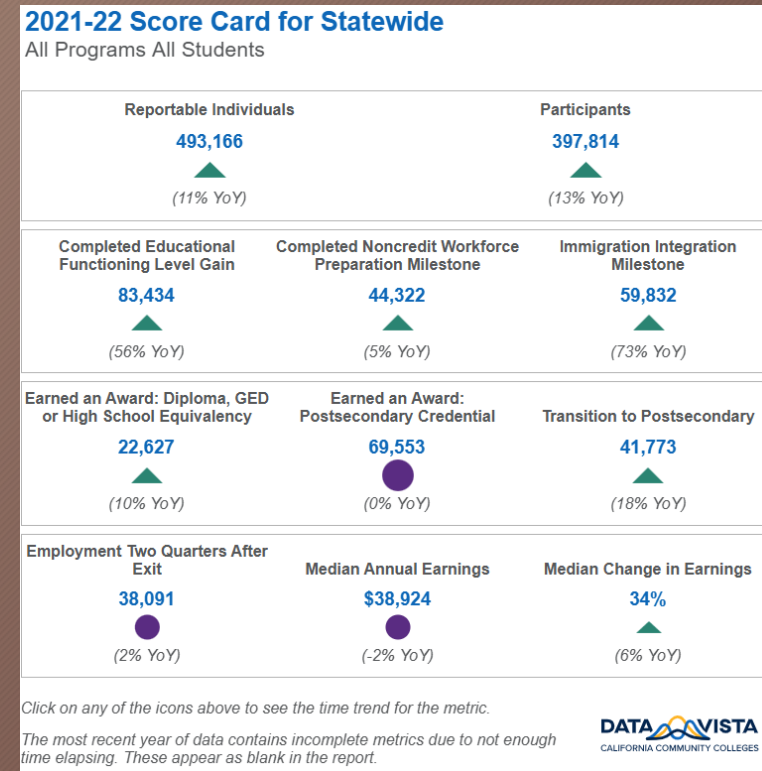 2021-22 Score Card for Statewide
All Programs All Students
Reportable Individuals
493,166
(11% YoY)
Participants
397,814
(13% YoY)
Completed Educational
Functioning Level Gain
83,434
(56% YoY)
Completed Noncredit Workforce
Preparation Milestone
44,322
(5% YoY)
Immigration Integration
Milestone
59,832
(73% YoY)
Earned an Award: Diploma, GED
or High School Equivalency
22,627
(10% YoY)
Earned an Award:
Postsecondary Credential
69,553
(0% YoY)
Transition to Postsecondary
41,773
(18% YoY)
Employment Two Quarters After
Exit
38,091
(2% YoY)
Median Annual Earnings
$38,924
(-2% YoY)
Median Change in Earnings
34%
(6% YoY)
Click on any of the icons above to see the time trend for the metric.
The most recent year of data contains incomplete metrics due to not enough
time elapsing. These appear as blank in the report.
DATA VISTA
CALIFORNIA COMMUNITY COLLEGES